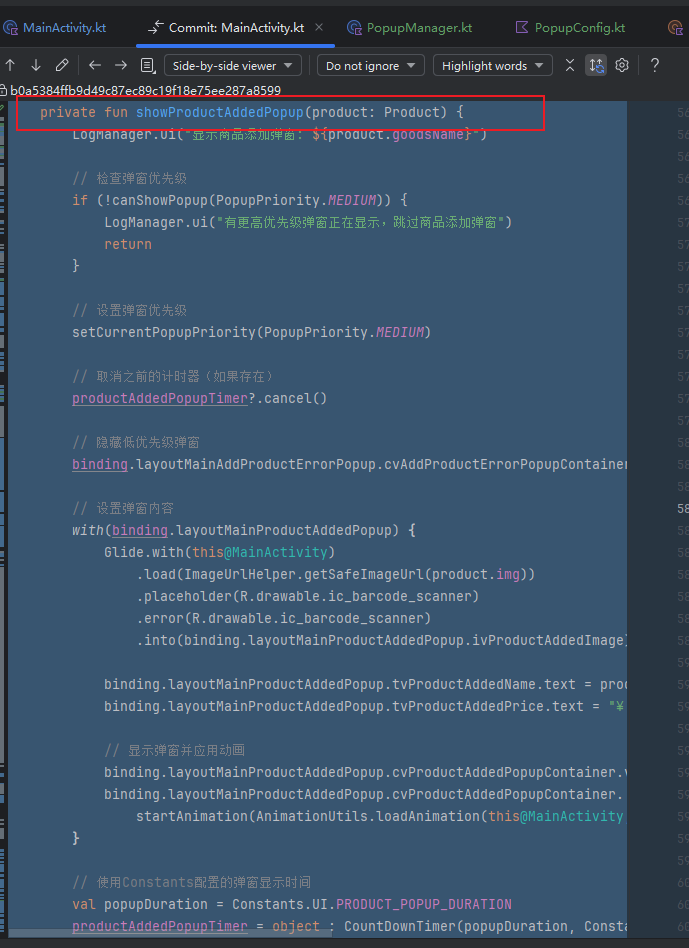 MainActivity.kt
Commit: MainActivity.kt
PopupManager.kt
PopupConfig.kt
Side-by-side viewer
Do not ignore
Highlight words
b0a5384ffb9d49c87ec89c19f18e75ee287a8599
private fun showProductAddedPopup(product: Product) {
LogManager.ui("显示商品添加弹窗: ${product.goodsName}")
// 检查弹窗优先级
if (!canShowPopup(PopupPriority.MEDIUM)) {
LogManager.ui("有更高优先级弹窗正在显示，跳过商品添加弹窗")
return
}
// 设置弹窗优先级
setCurrentPopupPriority(PopupPriority.MEDIUM)
// 取消之前的计时器（如果存在）
productAddedPopupTimer?.cancel()
// 隐藏低优先级弹窗
binding.layoutMainAddProductErrorPopup.cvAddProductErrorPopupContainer
// 设置弹窗内容
with(binding.layoutMainProductAddedPopup) {
Glide.with(this@MainActivity)
.load(ImageUrlHelper.getSafeImageUrl(product.img))
.placeholder(R.drawable.ic_barcode_scanner)
.error(R.drawable.ic_barcode_scanner)
.into(binding.layoutMainProductAddedPopup.ivProductAddedImage)
binding.layoutMainProductAddedPopup.tvProductAddedName.text = prod
binding.layoutMainProductAddedPopup.tvProductAddedPrice.text = "¥
// 显示弹窗并应用动画
binding.layoutMainProductAddedPopup.cvProductAddedPopupContainer.v
binding.layoutMainProductAddedPopup.cvProductAddedPopupContainer.
startAnimation(AnimationUtils.loadAnimation(this@MainActivity
}
// 使用Constants配置的弹窗显示时间
val popupDuration = Constants.UI.PRODUCT_POPUP_DURATION
productAddedPopupTimer = object : CountDownTimer(popupDuration, Consta